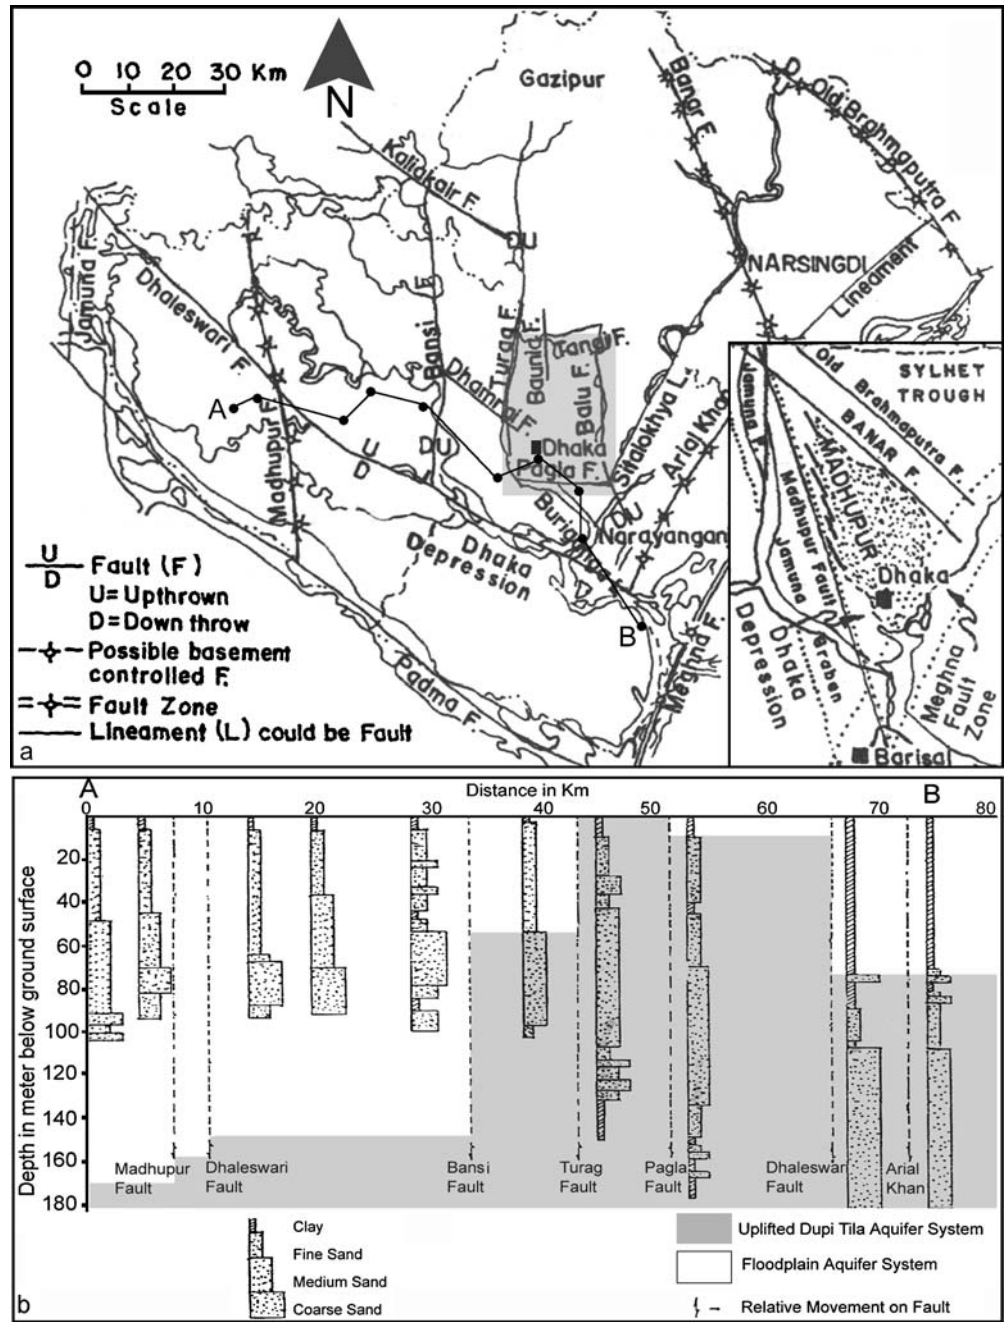 0 10 20 30 Km
Scale
N
Gazipur
Kaliakair F.
DU
Banar F.
D
Old Brahmaputra F
Jamuna F.
Dhaleswari F.
Bansi F
Turag F.
Baunia F.
Tangi F.
Balu F.
Dhamrai F.
NARSINGDI
Lineament
A
Madhupur F.
U
D
DU
Dhaka
Pagla F.
Sitalokhya L.
Arial Khan
Buriganga F
DU
Narayangan
Dhaka
Depression
B
Padma F
Meghna F.
U
D
Fault (F)
U= Upthrown
D= Down throw
Possible basement
controlled F.
Fault Zone
Lineament (L) could be Fault
a
SYLHET
TROUGH
Jamuna F
Old Brahmaputra F
BANAR F
MADHUPUR
Madhupur Fault
Jamuna
Graben
Dhaka
Dhaka
Depression
Meghna
Fault
Zone
Barisal
A
Distance in Km
B
0 10 20 30 40 50 60 70 80
Depth in meter below ground surface
20
40
60
80
100
120
140
160
180
Madhupur
Fault
Dhaleswari
Fault
Bansi
Fault
Turag
Fault
Pagla
Fault
Dhaleswar
Fault
Arial
Khan
Clay
Fine Sand
Medium Sand
Coarse Sand
Uplifted Dupi Tila Aquifer System
Floodplain Aquifer System
Relative Movement on Fault
b